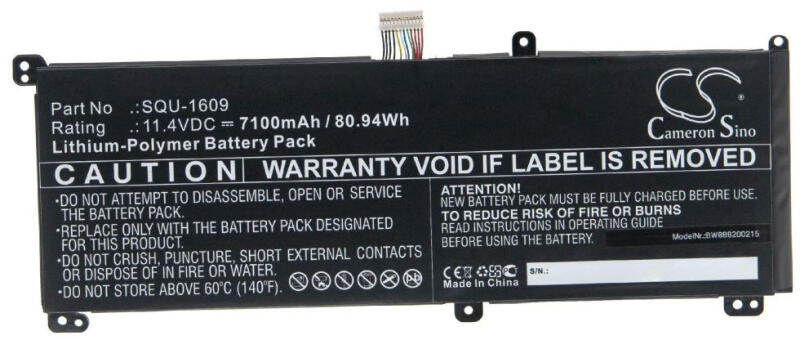 Part No .: SQU-1609
Rating .: 11.4VDC ⎓ 7100mAh / 80.94Wh
Lithium-Polymer Battery Pack
CS
Cameron Sino
CAUTION WARRANTY VOID IF LABEL IS REMOVED
•DO NOT ATTEMPT TO DISASSEMBLE, OPEN OR SERVICE
THE BATTERY PACK.
•REPLACE ONLY WITH THE BATTERY PACK DESIGNATED
FOR THIS PRODUCT.
•DO NOT CRUSH, PUNCTURE, SHORT EXTERNAL CONTACTS
OR DISPOSE OF IN FIRE OR WATER.
•DO NOT STORE ABOVE 60°C (140°F).
ATTENTION!
NEW BATTERY PACK MUST BE FULLY CHARGED BEFORE USE
TO REDUCE RISK OF FIRE OR BURNS
READ INSTRUCTIONS IN OPERATING GUIDE
BEFORE USING BATTERY.
ModelNr.:BW888200215
CE
Made In China
S/N.: